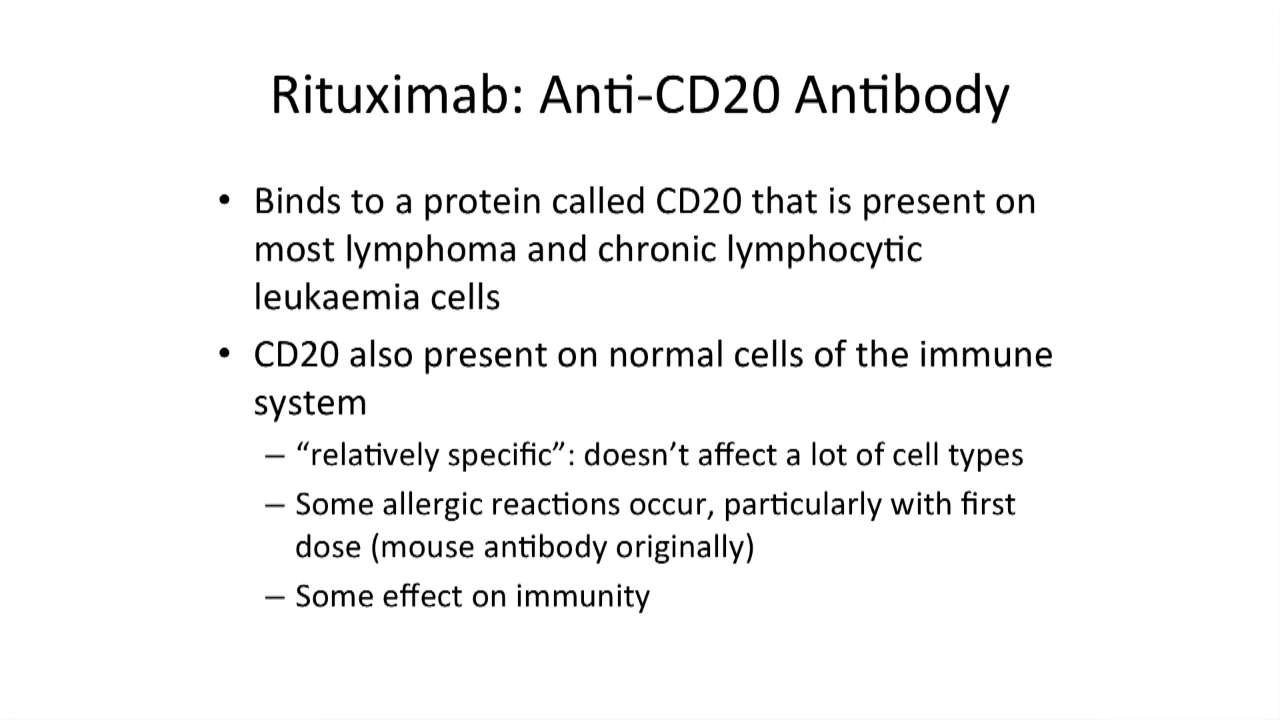 Rituximab: Anti-CD20 Antibody
• Binds to a protein called CD20 that is present on
most lymphoma and chronic lymphocytic
leukaemia cells
• CD20 also present on normal cells of the immune
system
– “relatively specific”: doesn’t affect a lot of cell types
– Some allergic reactions occur, particularly with first
dose (mouse antibody originally)
– Some effect on immunity